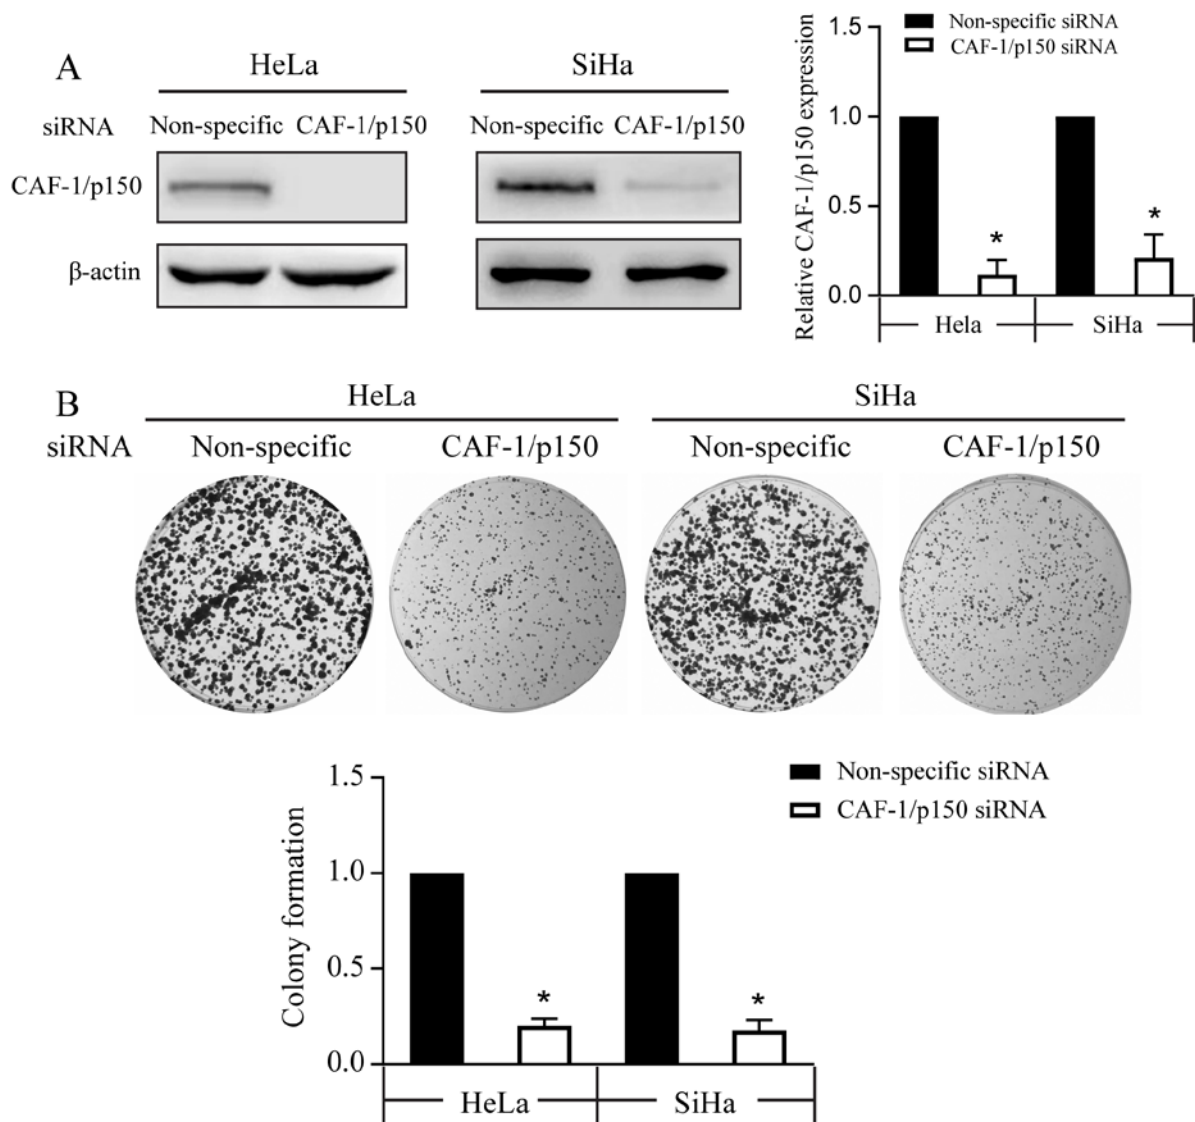 A
HeLa
SiHa
siRNA
Non-specific CAF-1/p150
Non-specific CAF-1/p150
CAF-1/p150
β-actin
Non-specific siRNA
CAF-1/p150 siRNA
Relative CAF-1/p150 expression
1.5
1.0
0.5
0.0
*
*
Hela
SiHa
B
HeLa
SiHa
siRNA
Non-specific
CAF-1/p150
Non-specific
CAF-1/p150
Non-specific siRNA
CAF-1/p150 siRNA
Colony formation
1.5
1.0
0.5
0.0
*
*
HeLa
SiHa